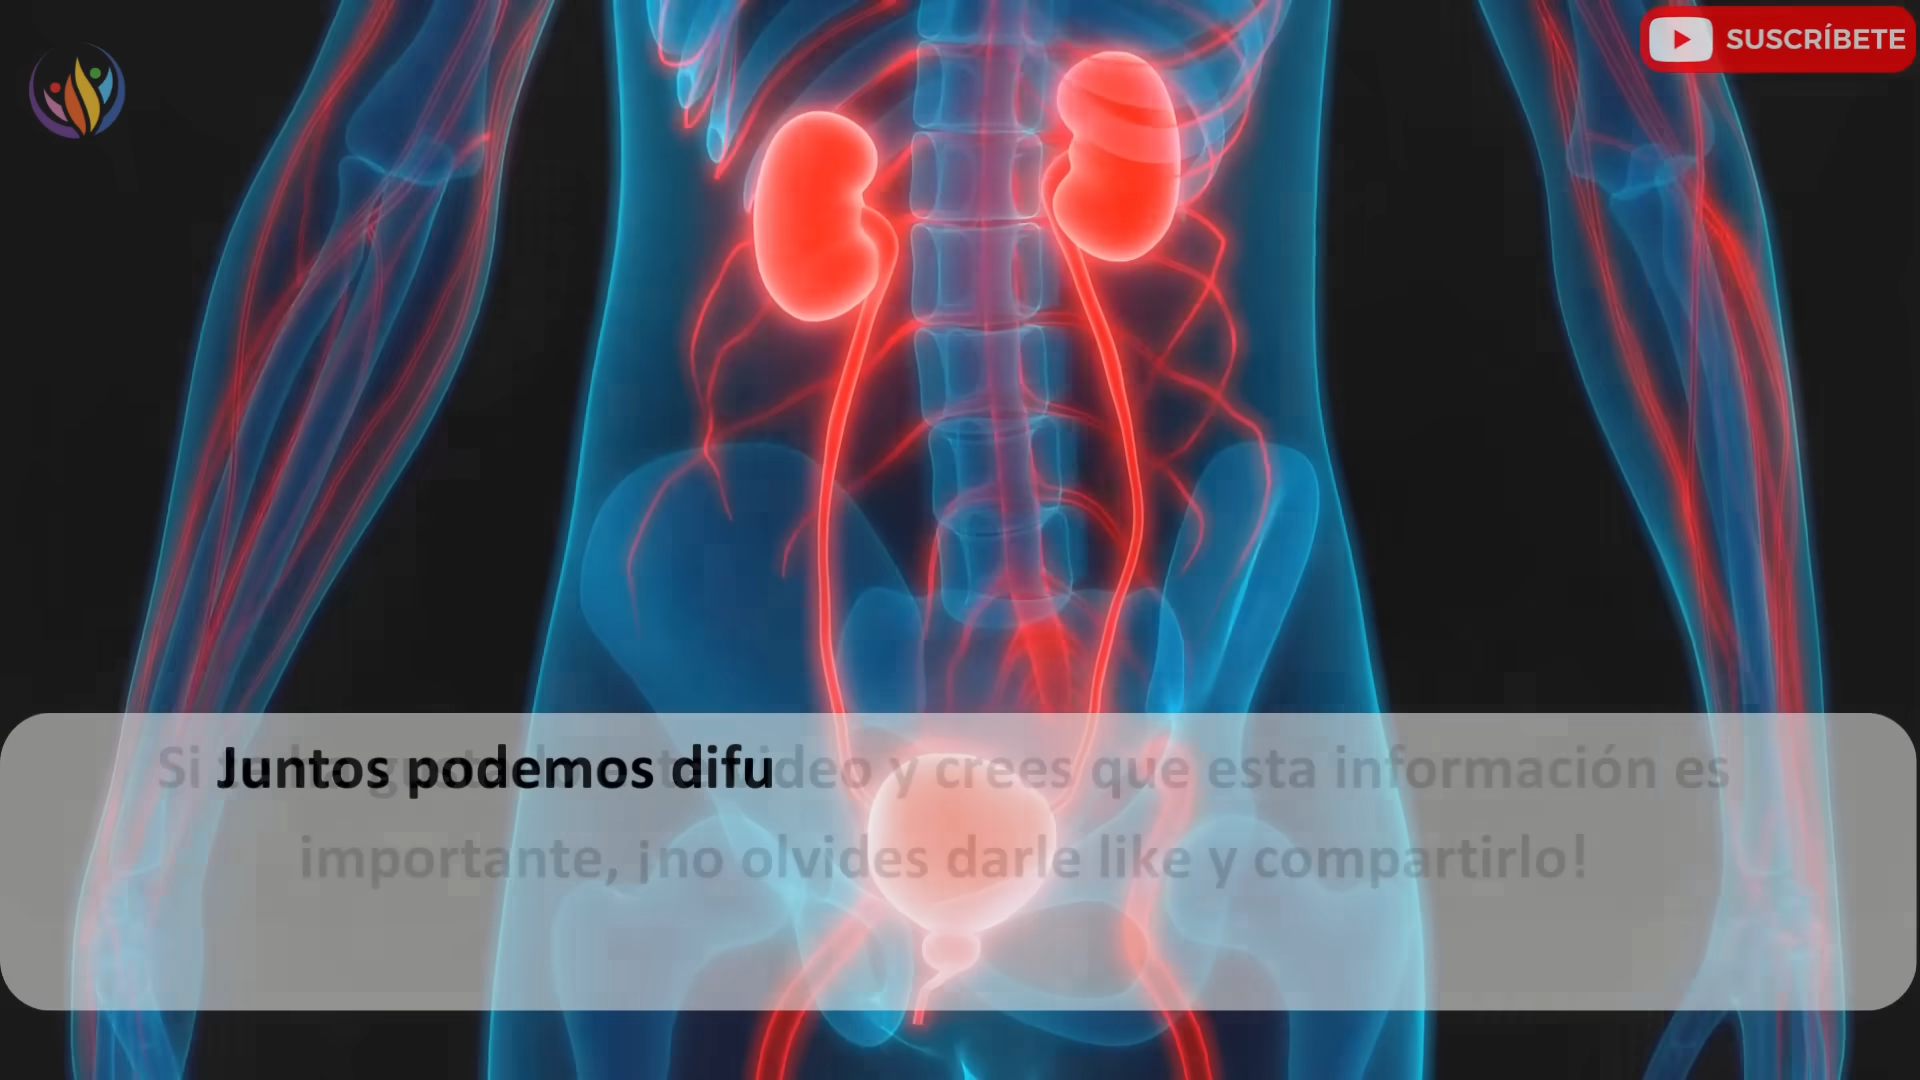 SUSCRÍBETE
Juntos podemos difu
Si deo y crees que esta información es
importante, ¡no olvides darle like y compartirlo!